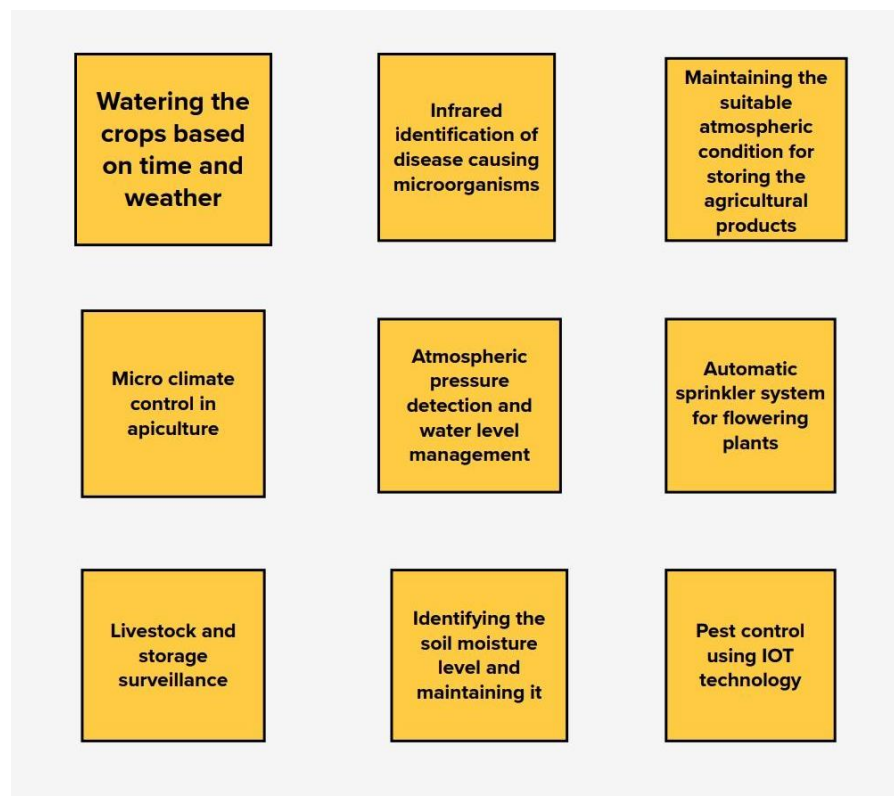 Watering the
crops based
on time and
weather
Infrared
identification of
disease causing
microorganisms
Maintaining the
suitable
atmospheric
condition for
storing the
agricultural
products
Micro climate
control in
apiculture
Atmospheric
pressure
detection and
water level
management
Automatic
sprinkler system
for flowering
plants
Livestock and
storage
surveillance
Identifying the
soil moisture
level and
maintaining it
Pest control
using IOT
technology